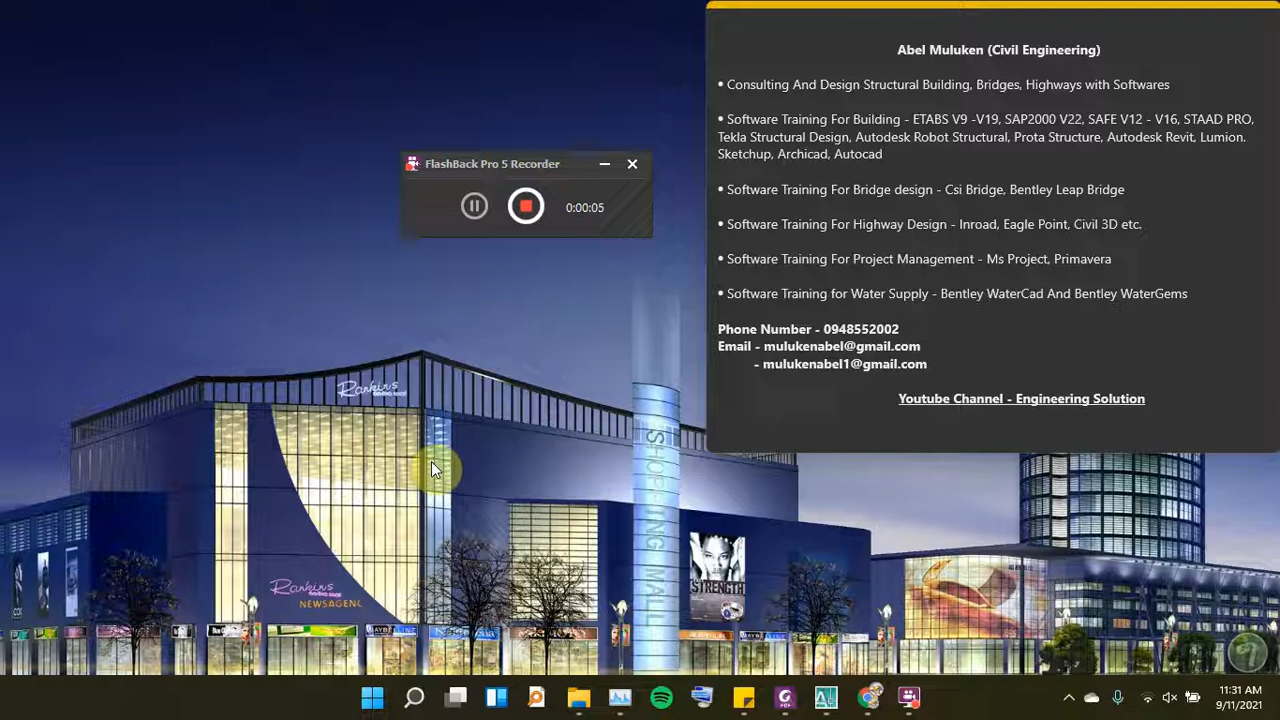 Abel Muluken (Civil Engineering)
• Consulting And Design Structural Building, Bridges, Highways with Softwares
• Software Training For Building - ETABS V9 -V19, SAP2000 V22, SAFE V12 - V16, STAAD PRO,
Tekla Structural Design, Autodesk Robot Structural, Prota Structure, Autodesk Revit, Lumion.
Sketchup, Archicad, Autocad
• Software Training For Bridge design - Csi Bridge, Bentley Leap Bridge
• Software Training For Highway Design - Inroad, Eagle Point, Civil 3D etc.
• Software Training For Project Management - Ms Project, Primavera
• Software Training for Water Supply - Bentley WaterCad And Bentley WaterGems
Phone Number - 0948552002
Email - mulukenabel@gmail.com
- mulukenabel1@gmail.com
Youtube Channel - Engineering Solution
FlashBack Pro 5 Recorder
0:00:05
Rankins
SHOPPING MALL
STRENGTH
Rankins
NEWSAGENC
MAYBELLINE
11:31 AM
9/11/2021